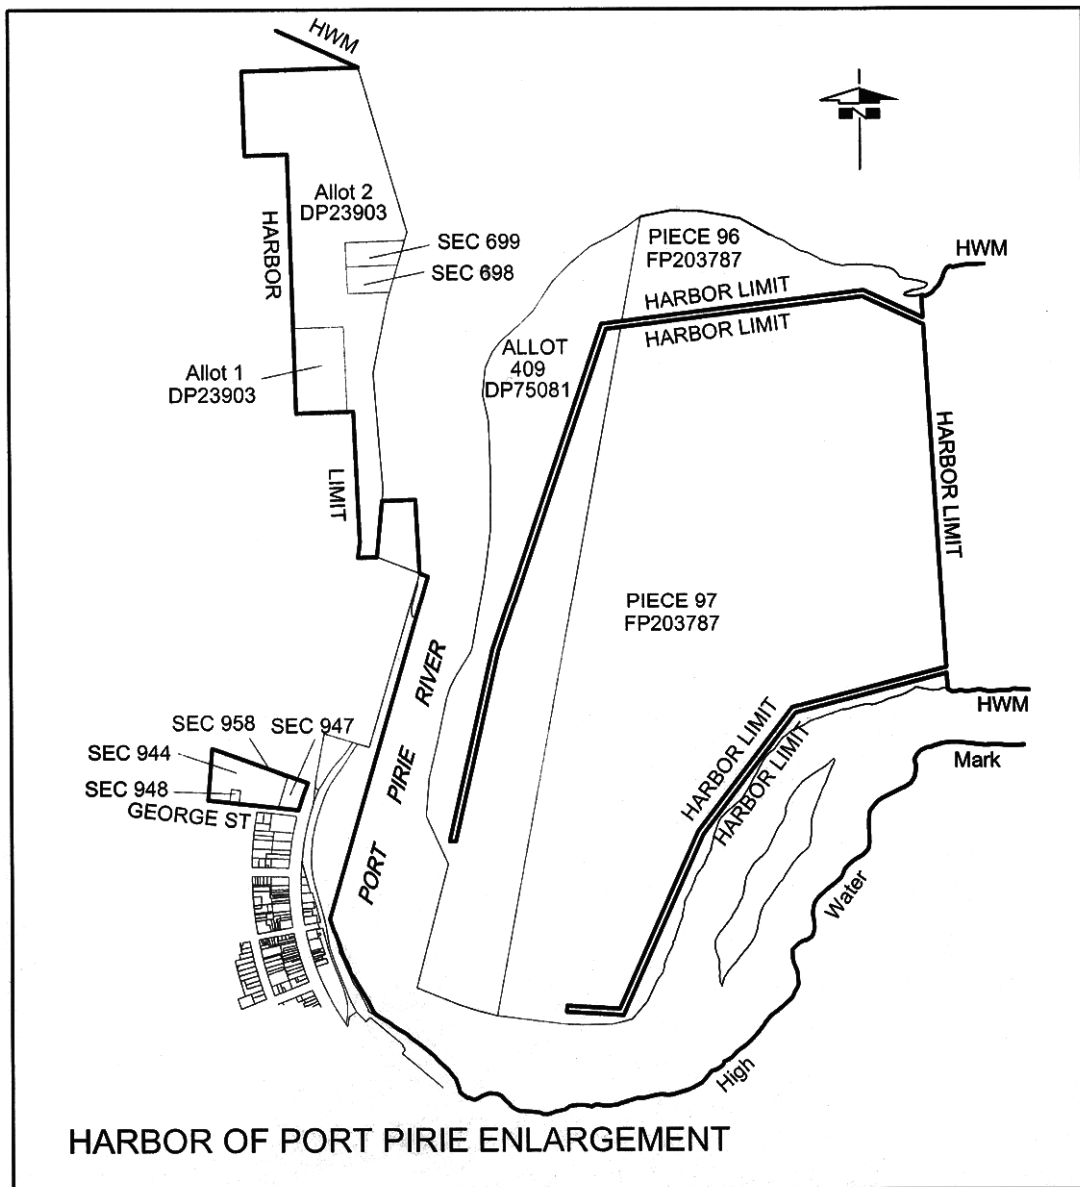 HWM
Allot 2
DP23903
HARBOR
SEC 699
SEC 698
Allot 1
DP23903
LIMIT
N
PIECE 96
FP203787
HWM
HARBOR LIMIT
HARBOR LIMIT
ALLOT
409
DP75081
HARBOR LIMIT
PIECE 97
FP203787
PORT PIRIE RIVER
SEC 958
SEC 947
SEC 944
SEC 948
GEORGE ST
HARBOR LIMIT
HARBOR LIMIT
HWM
Mark
Water
High
HARBOR OF PORT PIRIE ENLARGEMENT